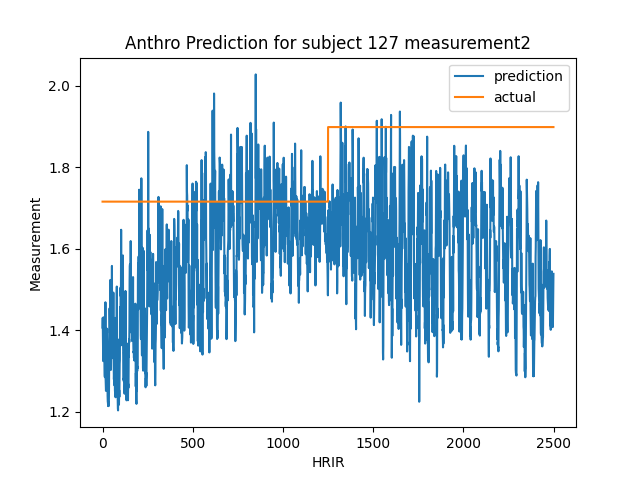 Anthro Prediction for subject 127 measurement2
prediction
actual
2.0
1.8
1.6
1.4
1.2
Measurement
0
500
1000
1500
2000
2500
HRIR